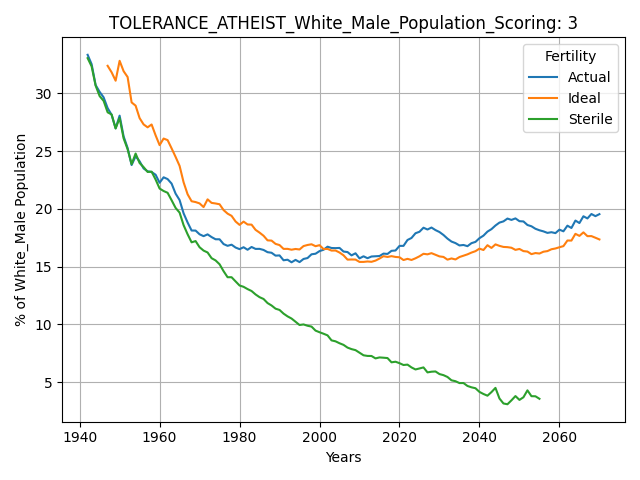 TOLERANCE_ATHEIST_White_Male_Population_Scoring: 3
Fertility
Actual
Ideal
Sterile
% of White_Male Population
30
25
20
15
10
5
1940 1960 1980 2000 2020 2040 2060
Years